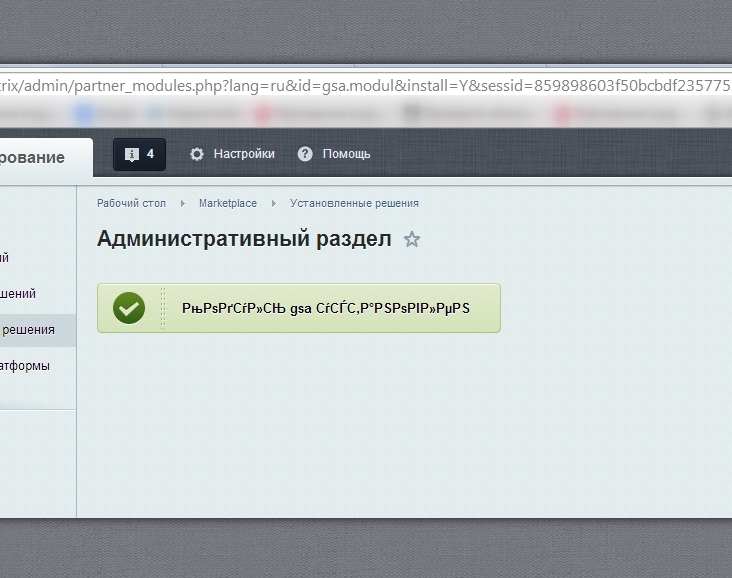 rix/admin/partner_modules.php?lang=ru&id=gsa.modul&install=Y&sessid=859898603f50bcbdf235775
рование
4
Настройки
Помощь
Рабочий стол
Marketplace
Установленные решения
ий
Административный раздел
шений
решения
РњРѕРґСѓР»СЊ gsa СѓСЃС‚Р°РЅРѕРІР»РµРЅ
атформы